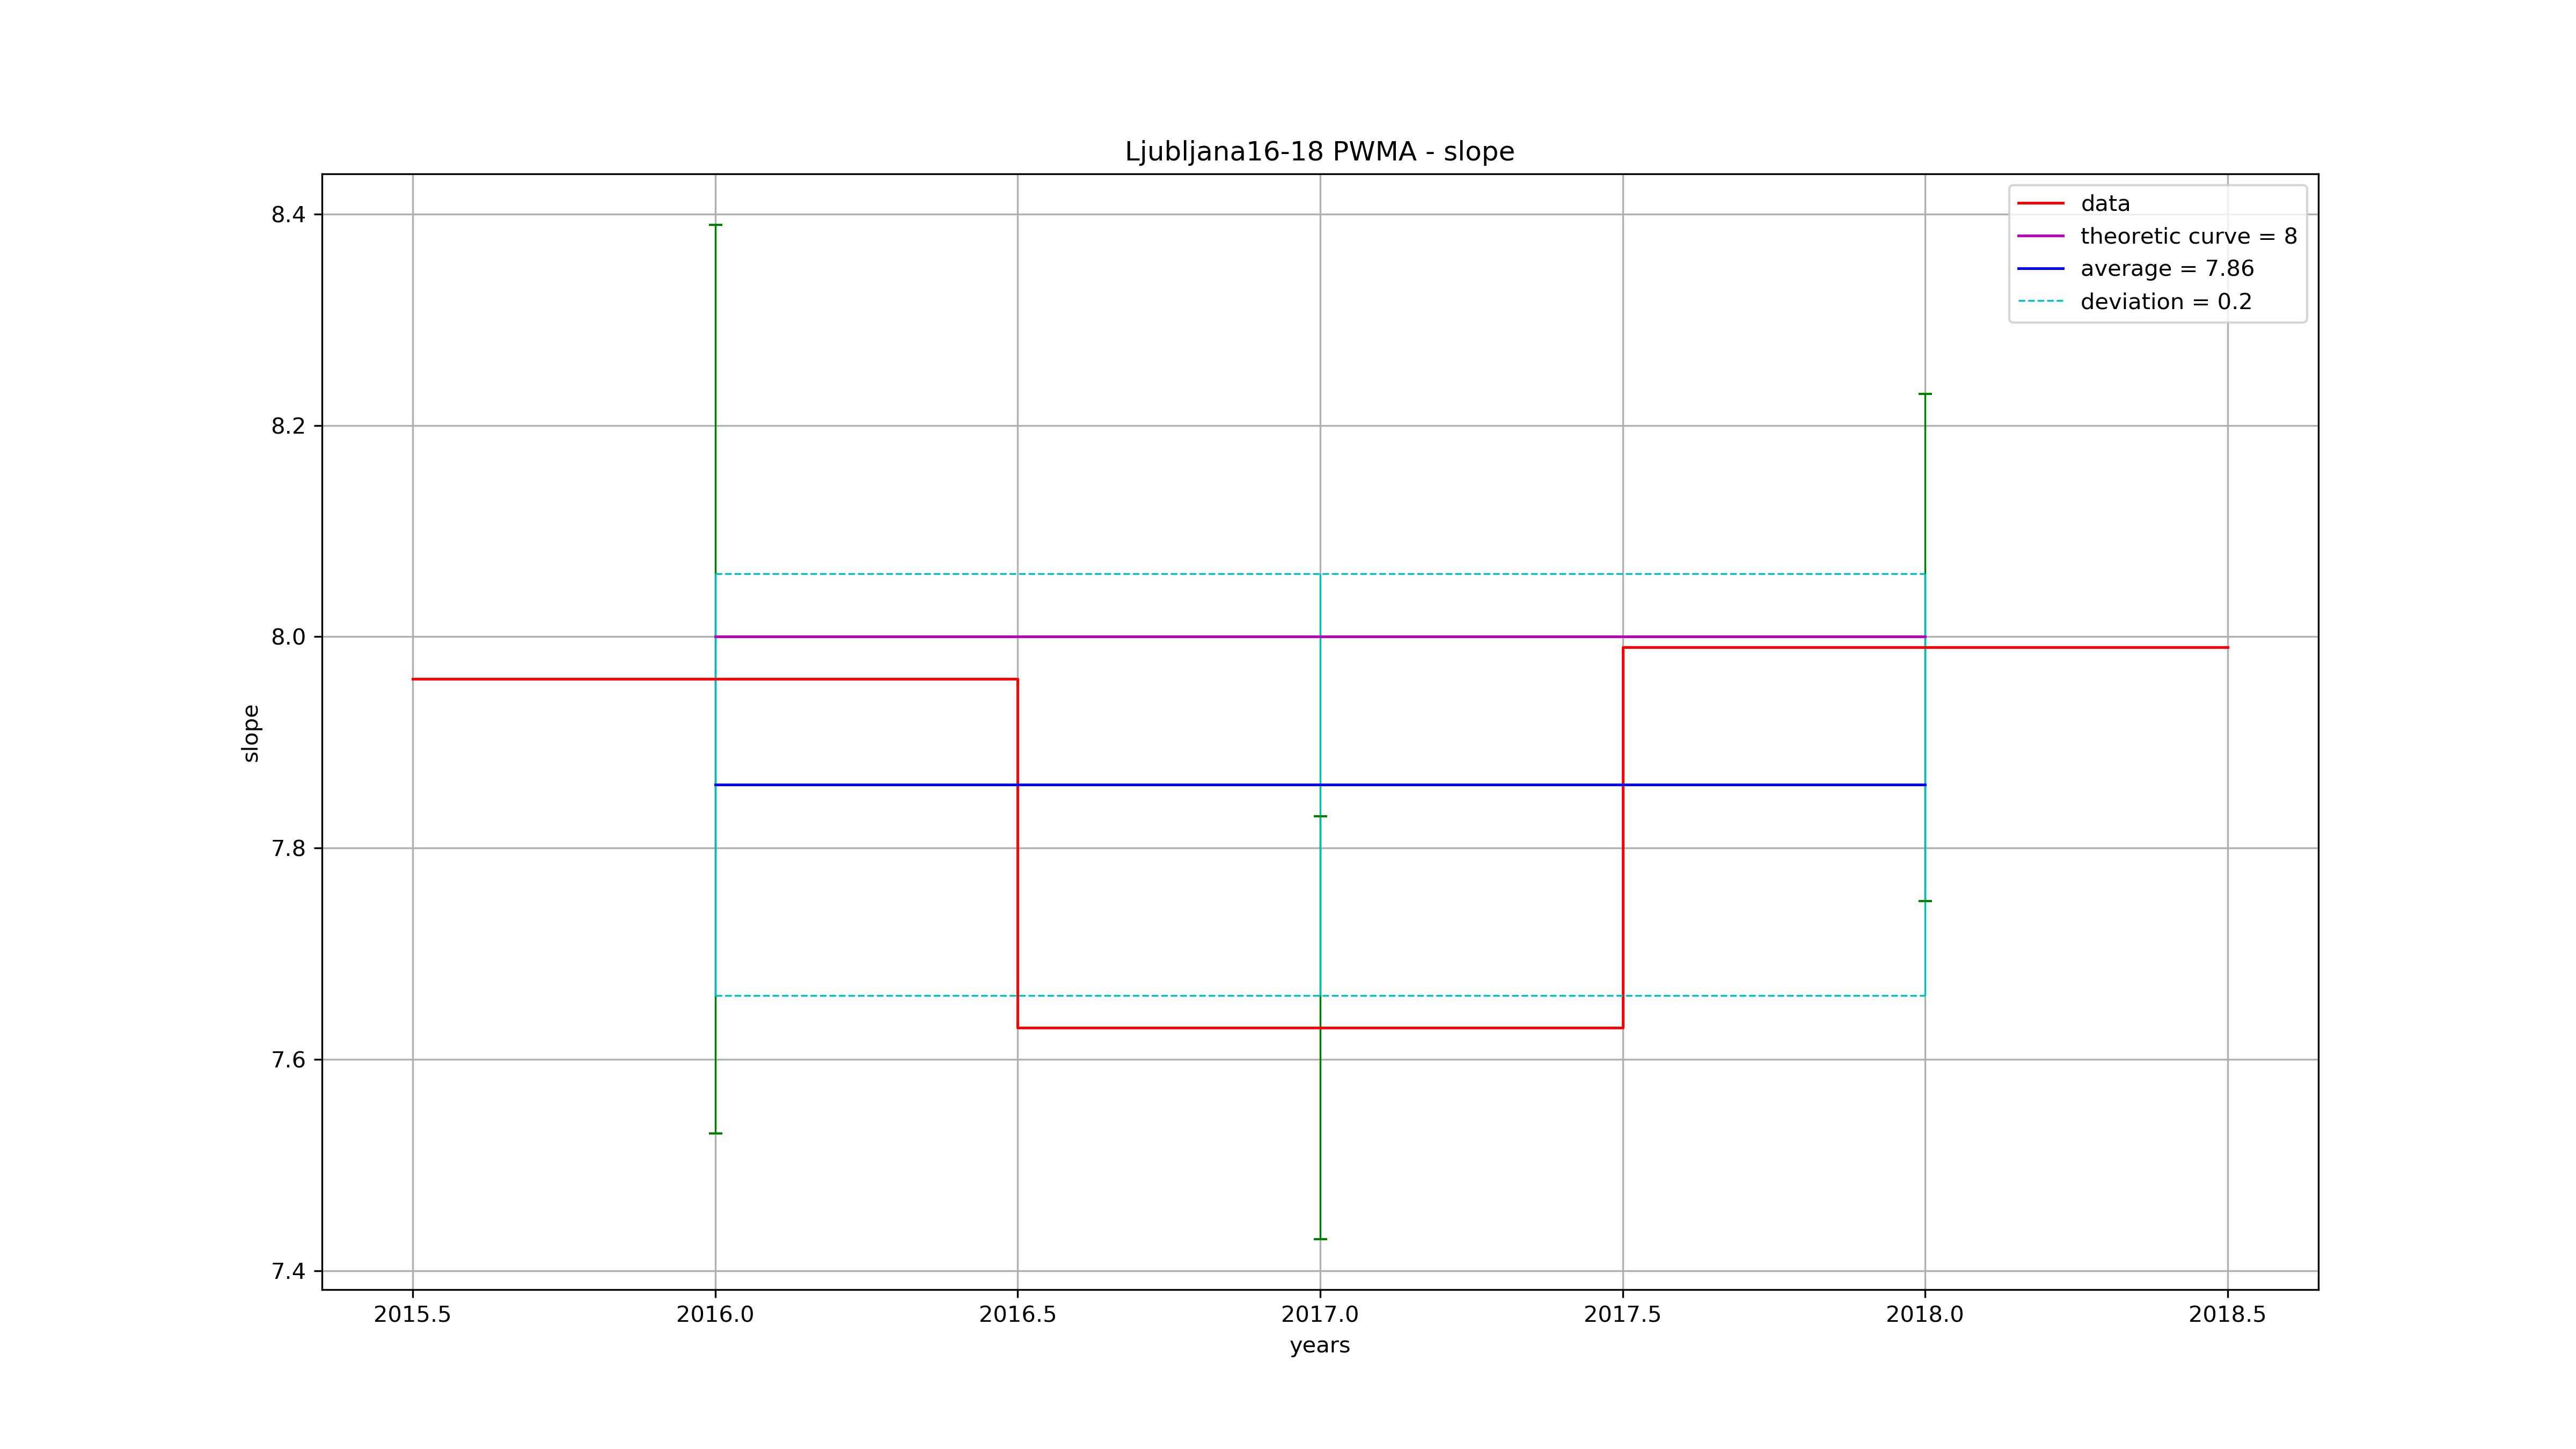 Ljubljana16-18 PWMA - slope
data
theoretic curve = 8
average = 7.86
deviation = 0.2
8.4
8.2
8.0
7.8
7.6
7.4
slope
2015.5 2016.0 2016.5 2017.0 2017.5 2018.0 2018.5
years